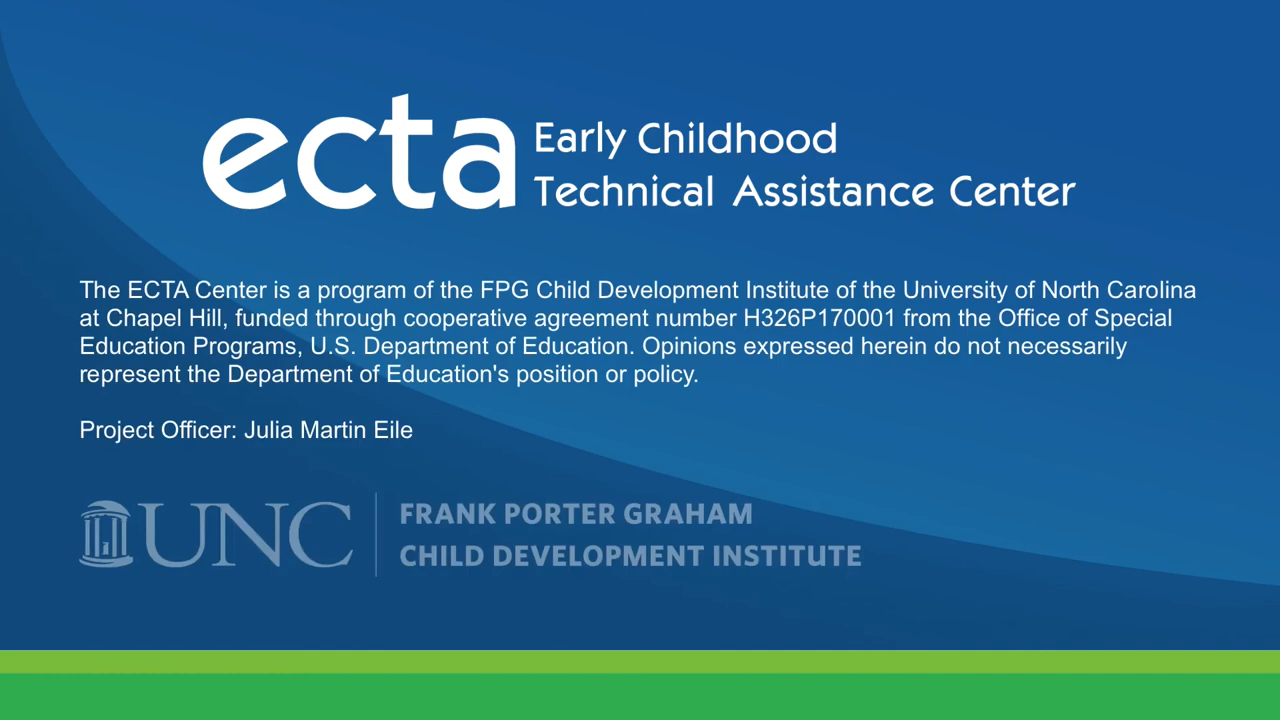 ecta Early Childhood
Technical Assistance Center
The ECTA Center is a program of the FPG Child Development Institute of the University of North Carolina
at Chapel Hill, funded through cooperative agreement number H326P170001 from the Office of Special
Education Programs, U.S. Department of Education. Opinions expressed herein do not necessarily
represent the Department of Education's position or policy.
Project Officer: Julia Martin Eile
UNC FRANK PORTER GRAHAM
CHILD DEVELOPMENT INSTITUTE